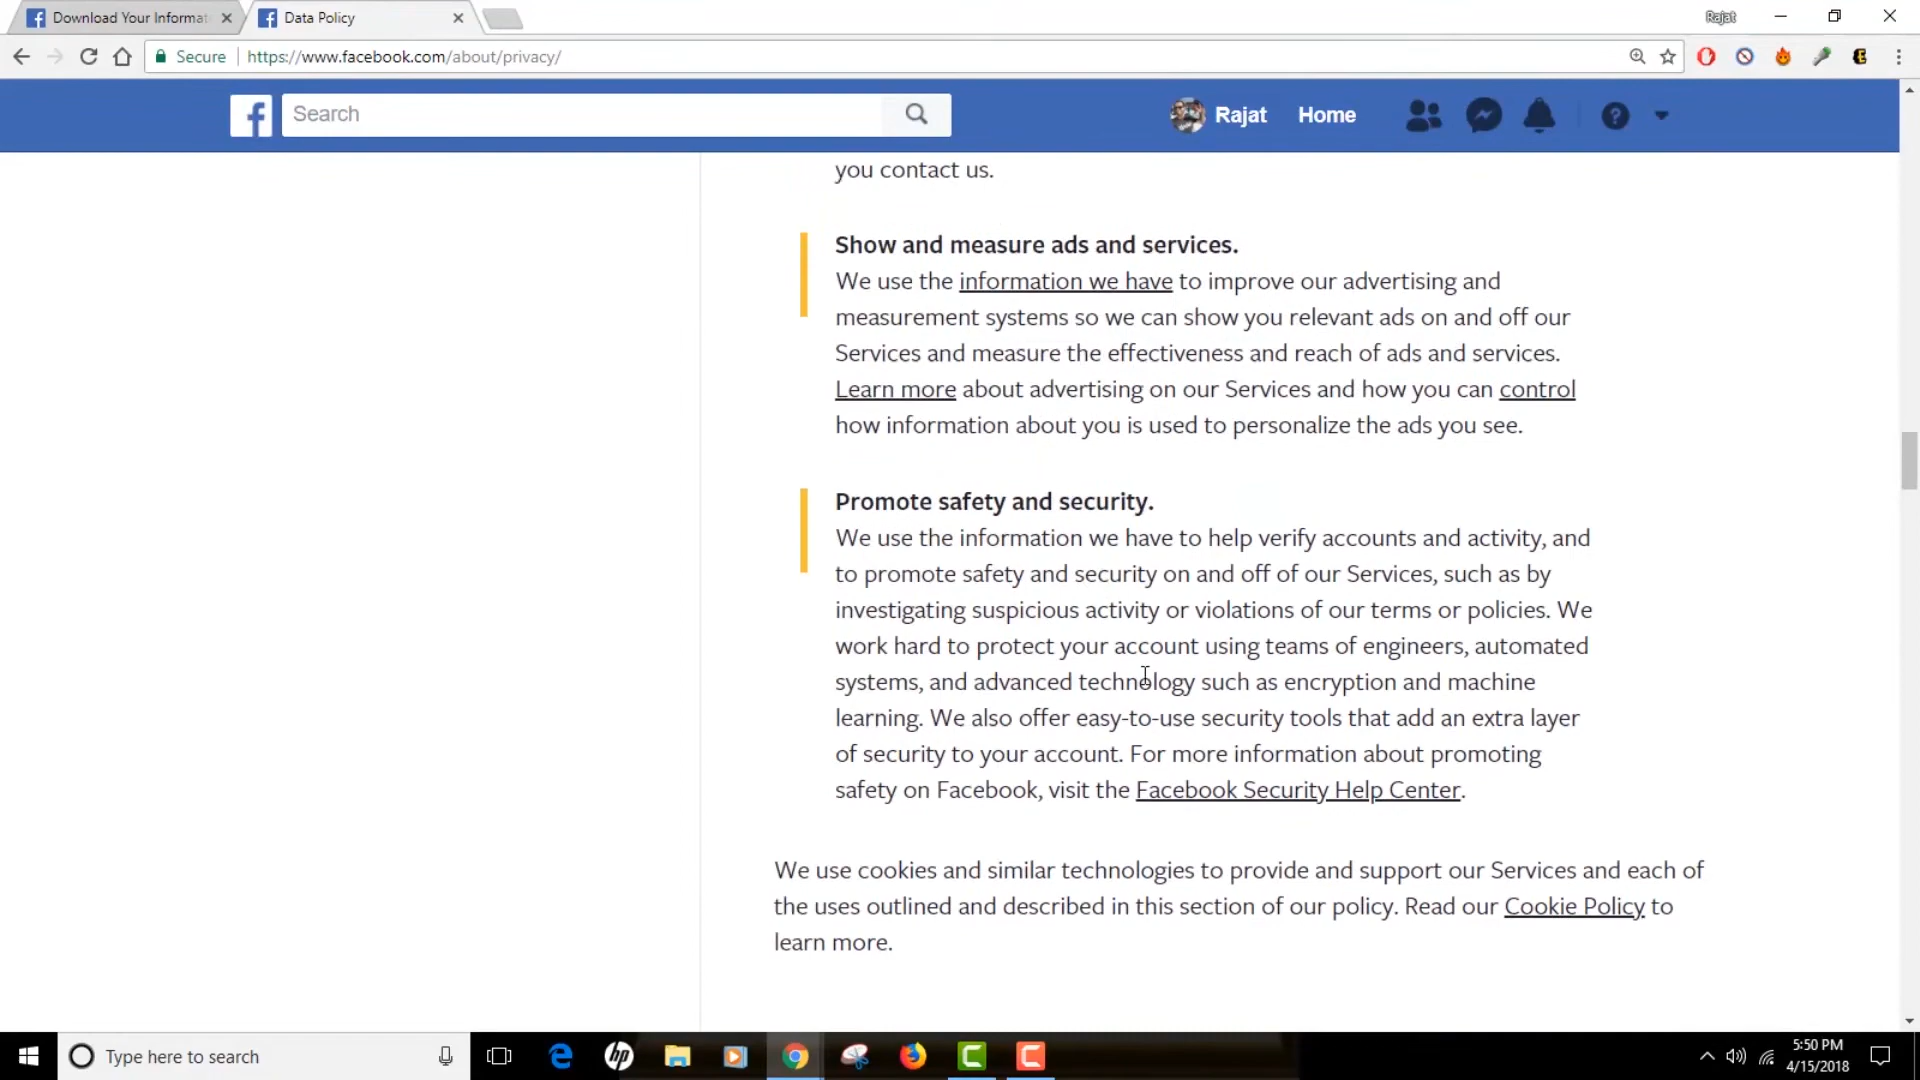 Download Your Informat
Data Policy
Rajat
Secure
https://www.facebook.com/about/privacy/
Search
Rajat
Home
you contact us.
Show and measure ads and services.
We use the information we have to improve our advertising and
measurement systems so we can show you relevant ads on and off our
Services and measure the effectiveness and reach of ads and services.
Learn more about advertising on our Services and how you can control
how information about you is used to personalize the ads you see.
Promote safety and security.
We use the information we have to help verify accounts and activity, and
to promote safety and security on and off of our Services, such as by
investigating suspicious activity or violations of our terms or policies. We
work hard to protect your account using teams of engineers, automated
systems, and advanced technology such as encryption and machine
learning. We also offer easy-to-use security tools that add an extra layer
of security to your account. For more information about promoting
safety on Facebook, visit the Facebook Security Help Center.
We use cookies and similar technologies to provide and support our Services and each of
the uses outlined and described in this section of our policy. Read our Cookie Policy to
learn more.
Type here to search
5:50 PM
4/15/2018